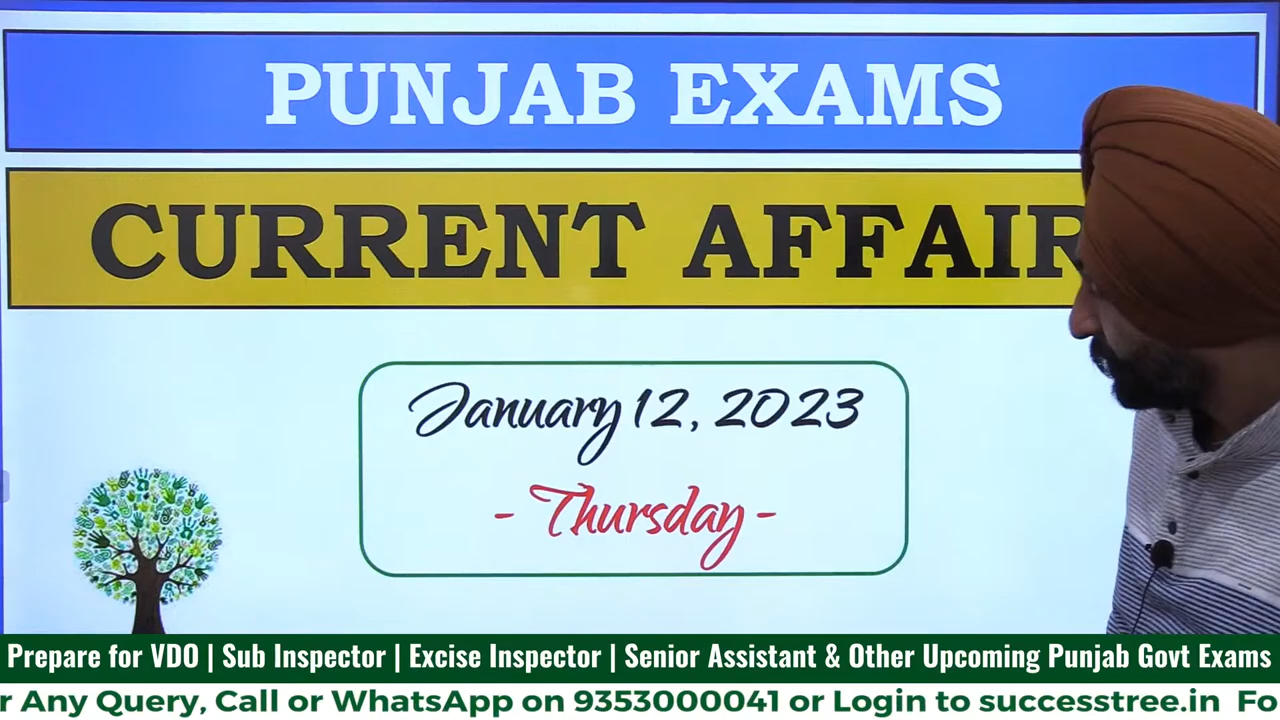 PUNJAB EXAMS
CURRENT AFFAIR
January 12, 2023
- Thursday -
Prepare for VDO | Sub Inspector | Excise Inspector | Senior Assistant & Other Upcoming Punjab Govt Exams
r Any Query, Call or WhatsApp on 9353000041 or Login to successtree.in Fo